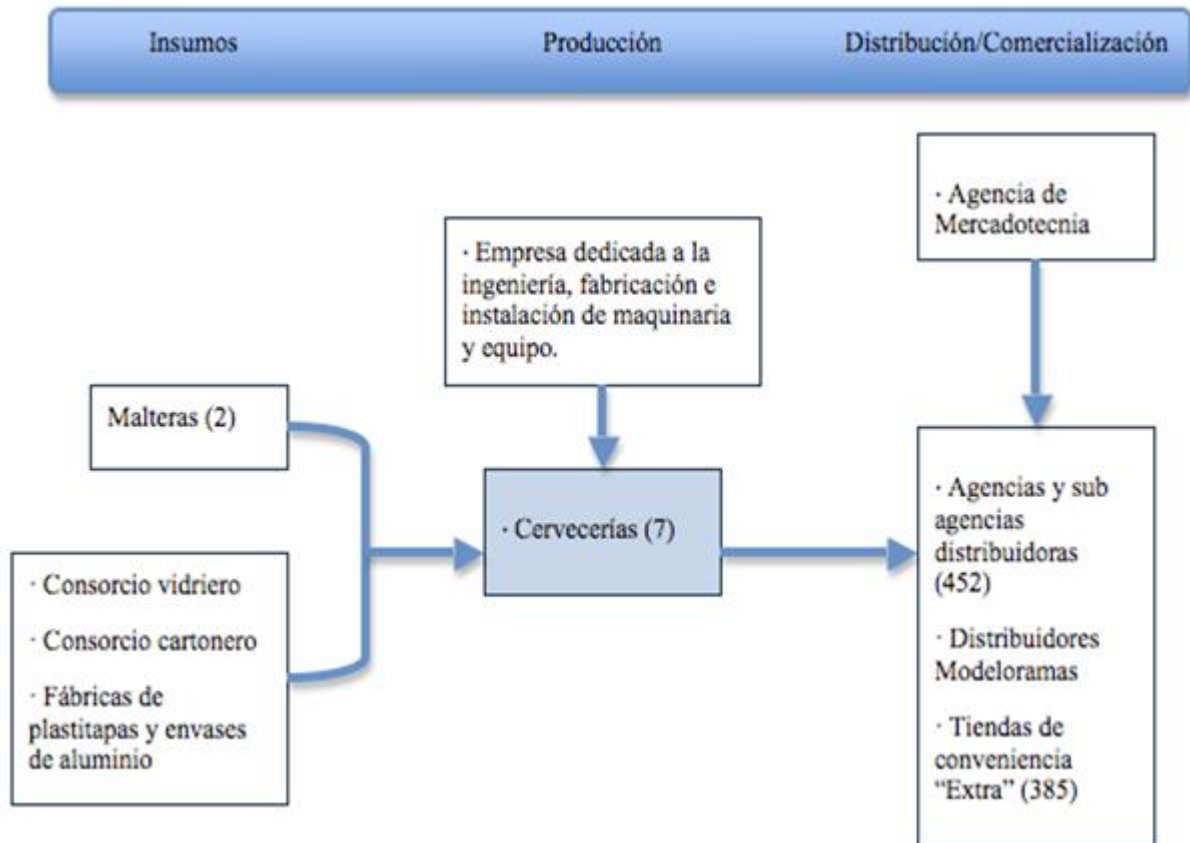 Insumos
Producción
Distribución/Comercialización
· Agencia de
Mercadotecnia
· Empresa dedicada a la
ingeniería, fabricación e
instalación de maquinaria
y equipo.
Malteras (2)
· Cervecerías (7)
· Consorcio vidriero
· Consorcio cartonero
· Fábricas de
plastitapas y envases
de aluminio
· Agencias y sub
agencias
distribuidoras
(452)
· Distribuidores
Modeloramas
· Tiendas de
conveniencia
“Extra” (385)